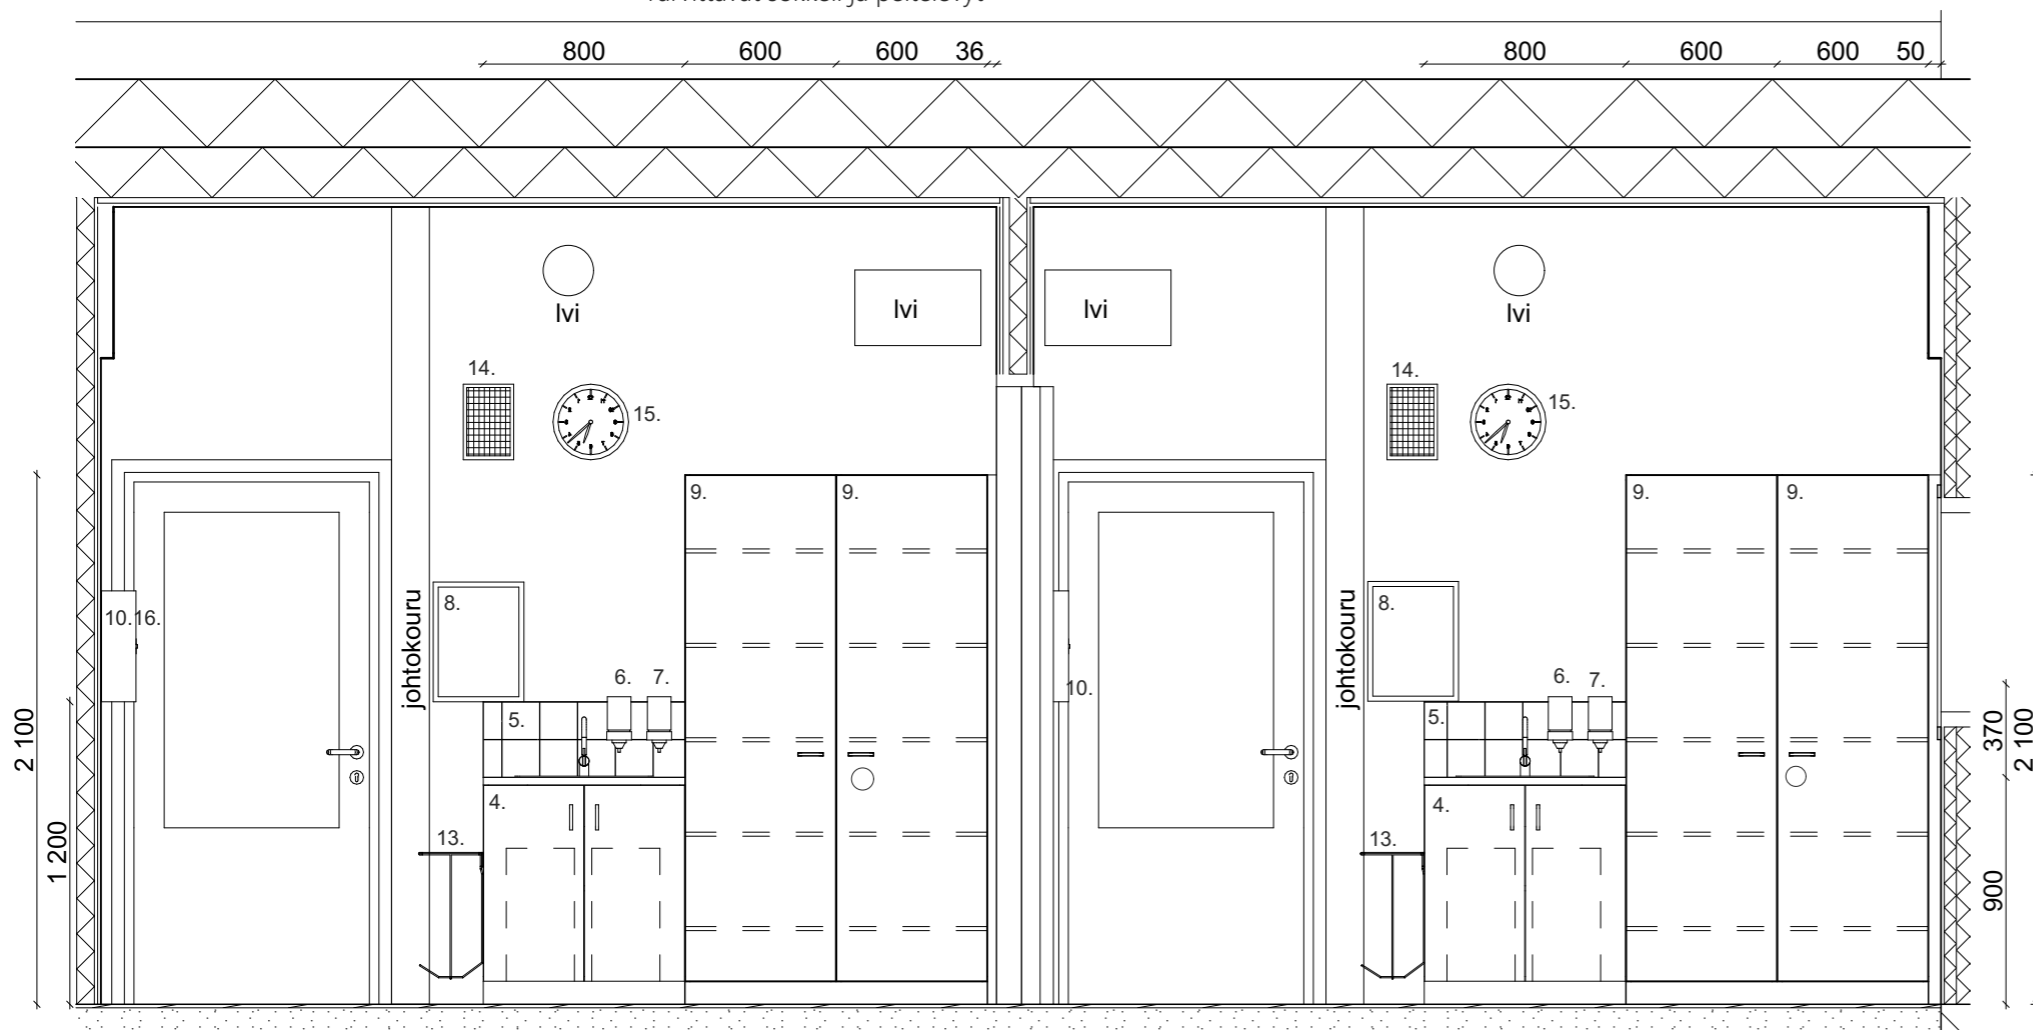 800 600 600 36 800 600 600 50
lvi lvi lvi lvi
14. 15. 14. 15.
9. 9. 9. 9.
10. 16. 8. 8.
johtokouru johtokouru
6. 7. 10. 6. 7.
5. 5.
4. 4.
13. 13.
2 100
1 200
370
2 100
900